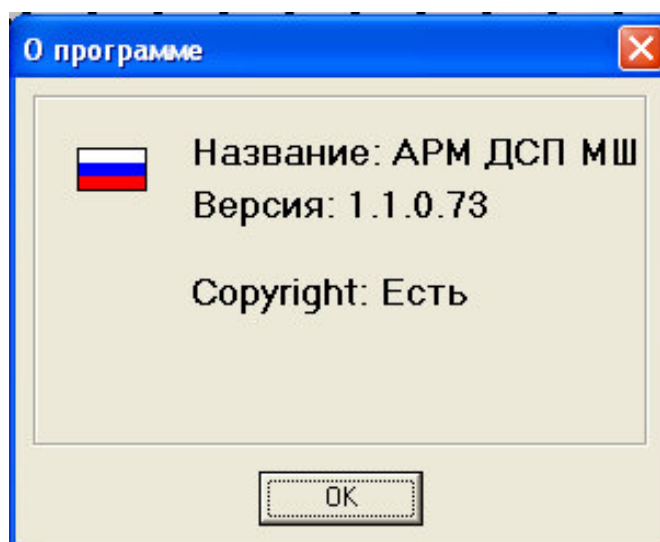 О программе
Название: АРМ ДСП МШ
Версия: 1.1.0.73
Copyright: Есть
OK